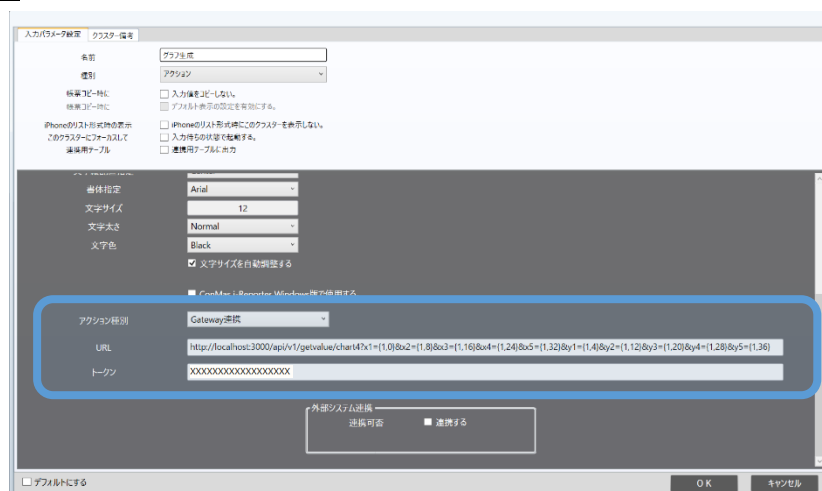 入力パラメータ設定 クラスター備考
名前 グラフ生成
種別 アクション
帳票コピー時に 入力値をコピーしない。
帳票コピー時に デフォルト表示の設定を有効にする。
iPhoneのリスト形式時の表示 iPhoneのリスト形式時にこのクラスターを表示しない。
このクラスターにフォーカスして 入力待ちの状態で起動する。
連携用テーブル 連携用テーブルに出力
書体指定 Arial
文字サイズ 12
文字太さ Normal
文字色 Black
文字サイズを自動調整する
ConMas i-Reporter Windows版で使用する
アクション種別 Gateway連携
URL http://localhost:3000/api/v1/getvalue/chart4?x1={1,0}&x2={1,8}&x3={1,16}&x4={1,24}&x5={1,32}&y1={1,4}&y2={1,12}&y3={1,20}&y4={1,28}&y5={1,36}
トークン XXXXXXXXXXXXXXXXXX
外部システム連携
連携可否 連携する
デフォルトにする OK キャンセル